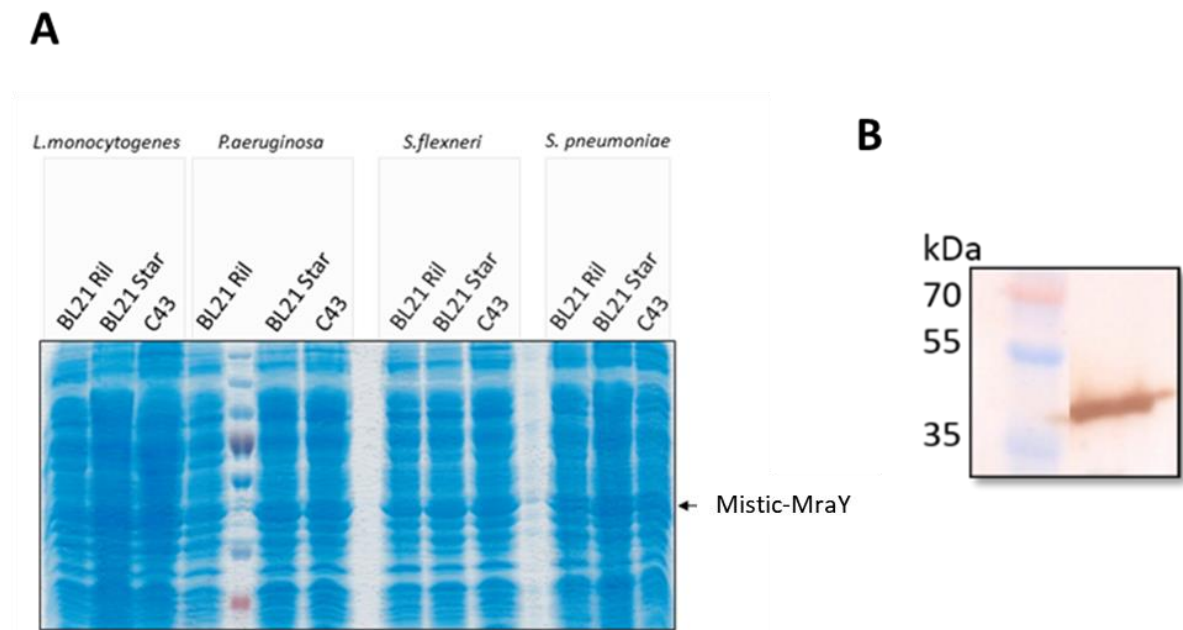 A
L.monocytogenes P.aeruginosa S.flexneri S. pneumoniae
BL21 Ril BL21 Star C43 BL21 Ril BL21 Star C43 BL21 Ril BL21 Star C43 BL21 Ril BL21 Star C43
Mistic-MraY
B
kDa
70
55
35